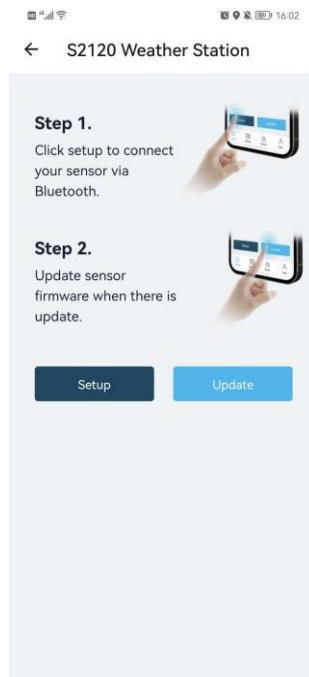 16:02
S2120 Weather Station
Step 1.
Click setup to connect
your sensor via
Bluetooth.
Step 2.
Update sensor
firmware when there is
update.
Setup Update